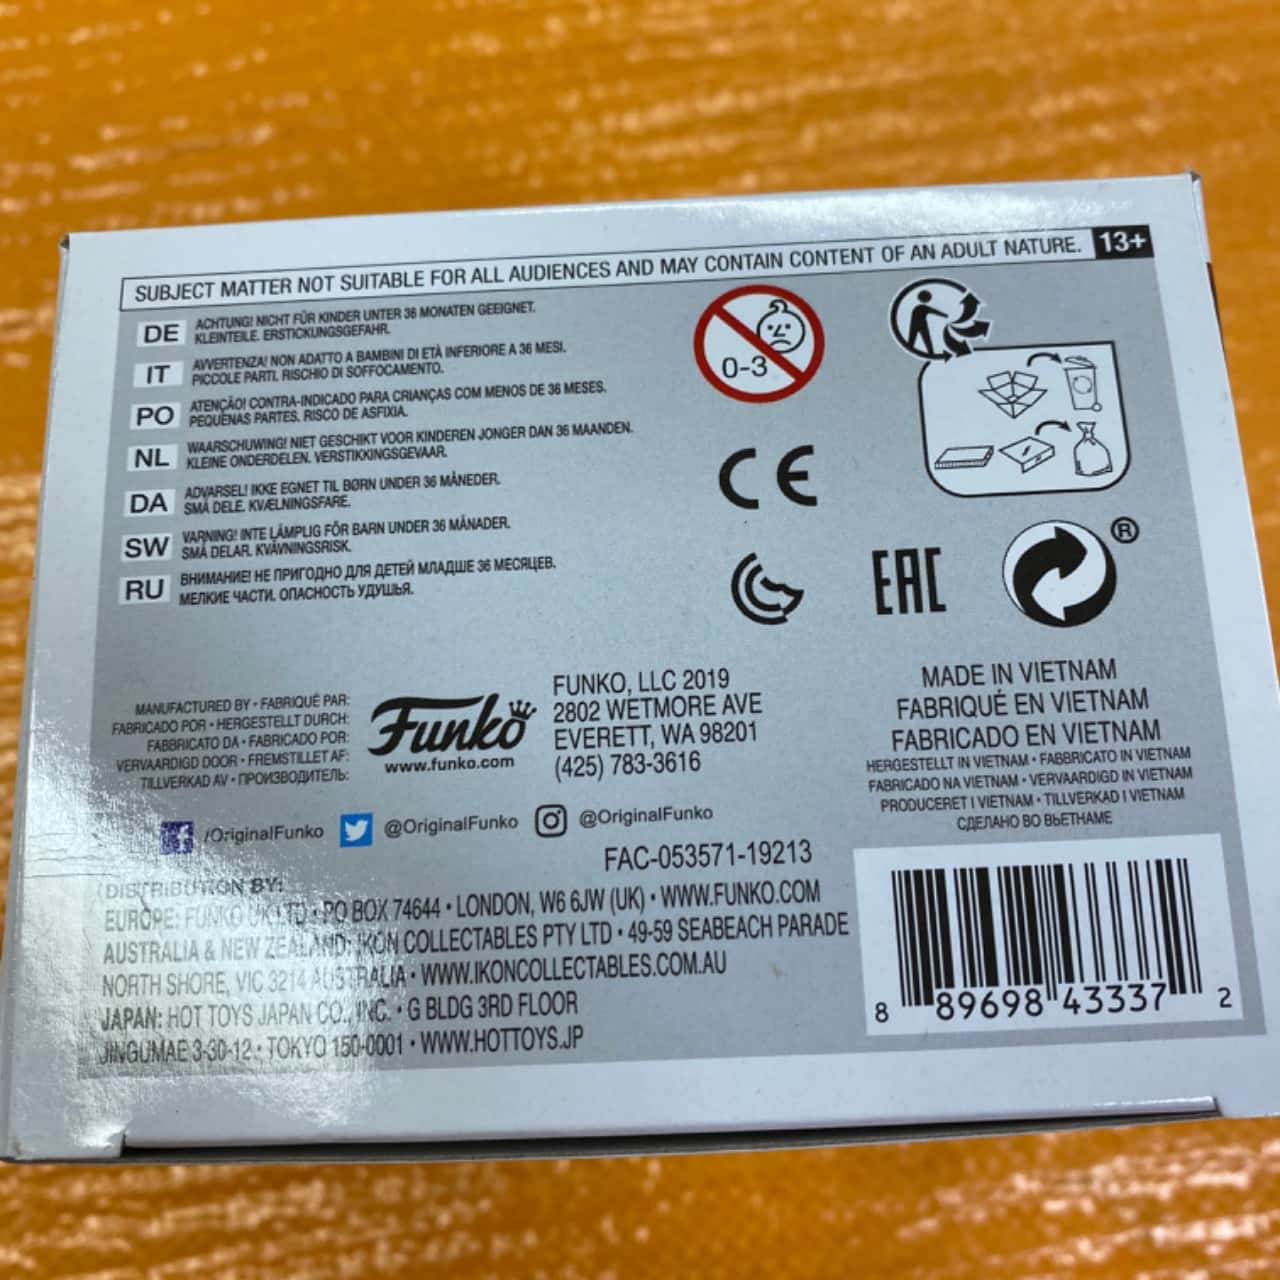 SUBJECT MATTER NOT SUITABLE FOR ALL AUDIENCES AND MAY CONTAIN CONTENT OF AN ADULT NATURE. 13+
DE ACHTUNG! NICHT FÜR KINDER UNTER 36 MONATEN GEEIGNET.
KLEINTEILE. ERSTICKUNGSGEFAHR.
IT AVVERTENZA! NON ADATTO A BAMBINI DI ETÀ INFERIORE A 36 MESI.
PICCOLE PARTI. RISCHIO DI SOFFOCAMENTO.
PO ATENÇÃO! CONTRA-INDICADO PARA CRIANÇAS COM MENOS DE 36 MESES.
PEQUENAS PARTES. RISCO DE ASFIXIA.
NL WAARSCHUWING! NIET GESCHIKT VOOR KINDEREN JONGER DAN 36 MAANDEN.
KLEINE ONDERDELEN. VERSTIKKINGSGEVAAR.
DA ADVARSEL! IKKE EGNET TIL BØRN UNDER 36 MÅNEDER.
SMÅ DELE. KVÆLNINGSFARE.
SW VARNING! INTE LÄMPLIG FÖR BARN UNDER 36 MÅNADER.
SMÅ DELAR. KVÄVNINGSRISK.
RU ВНИМАНИЕ! НЕ ПРИГОДНО ДЛЯ ДЕТЕЙ МЛАДШЕ 36 МЕСЯЦЕВ.
МЕЛКИЕ ЧАСТИ. ОПАСНОСТЬ УДУШЬЯ.
0-3
CE
EAC
®
MANUFACTURED BY • FABRIQUÉ PAR:
FABRICADO POR • HERGESTELLT DURCH:
FABBRICATO DA • FABRICADO POR:
VERVAARDIGD DOOR • FREMSTILLET AF:
TILLVERKAD AV • ПРОИЗВОДИТЕЛЬ:
Funko
www.funko.com
FUNKO, LLC 2019
2802 WETMORE AVE
EVERETT, WA 98201
(425) 783-3616
MADE IN VIETNAM
FABRIQUÉ EN VIETNAM
FABRICADO EN VIETNAM
HERGESTELLT IN VIETNAM • FABBRICATO IN VIETNAM
FABRICADO NA VIETNAM • VERVAARDIGD IN VIETNAM
PRODUCERET I VIETNAM • TILLVERKAD I VIETNAM
СДЕЛАНО ВО ВЬЕТНАМЕ
/OriginalFunko @OriginalFunko @OriginalFunko
FAC-053571-19213
DISTRIBUTION BY:
EUROPE: FUNKO UK LTD • PO BOX 74644 • LONDON, W6 6JW (UK) • WWW.FUNKO.COM
AUSTRALIA & NEW ZEALAND: IKON COLLECTABLES PTY LTD • 49-59 SEABEACH PARADE
NORTH SHORE, VIC 3214 AUSTRALIA • WWW.IKONCOLLECTABLES.COM.AU
JAPAN: HOT TOYS JAPAN CO., INC. • G BLDG 3RD FLOOR
JINGUMAE 3-30-12 • TOKYO 150-0001 • WWW.HOTTOYS.JP
8 89698 43337 2